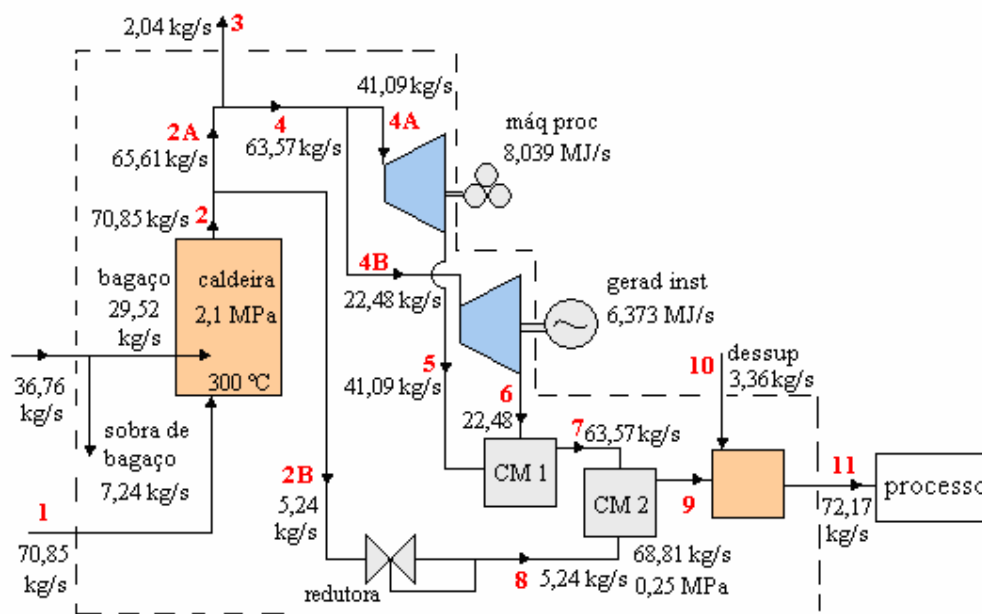 2,04 kg/s
3
41,09 kg/s
4
4A
máq proc
8,039 MJ/s
2A
65,61 kg/s
63,57 kg/s
70,85 kg/s
2
4B
gerad inst
6,373 MJ/s
bagaço
29,52
kg/s
caldeira
2,1 MPa
22,48 kg/s
300 ºC
36,76
kg/s
5
41,09 kg/s
6
10
dessup
3,36 kg/s
22,48
7
63,57 kg/s
sobra de
bagaço
7,24 kg/s
2B
5,24
kg/s
CM 1
CM 2
9
11
72,17
kg/s
processo
1
70,85
kg/s
redutora
8
5,24 kg/s
68,81 kg/s
0,25 MPa